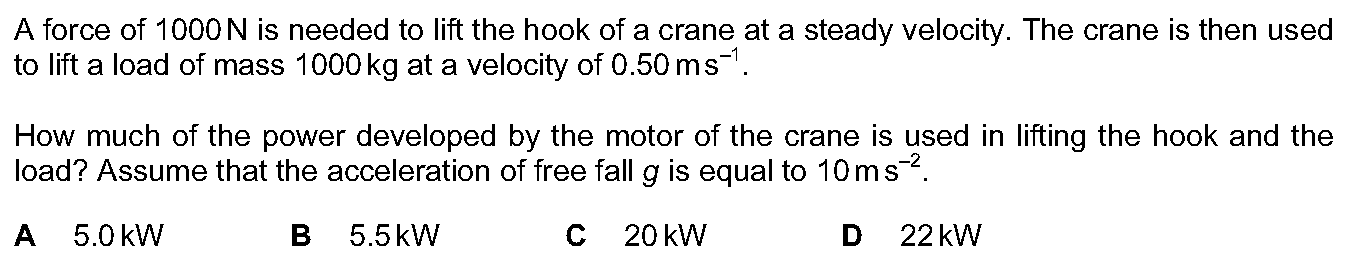 A force of 1000 N is needed to lift the hook of a crane at a steady velocity. The crane is then used
to lift a load of mass 1000 kg at a velocity of 0.50 m s⁻¹.
How much of the power developed by the motor of the crane is used in lifting the hook and the
load? Assume that the acceleration of free fall g is equal to 10 m s⁻².
A 5.0 kW B 5.5 kW C 20 kW D 22 kW